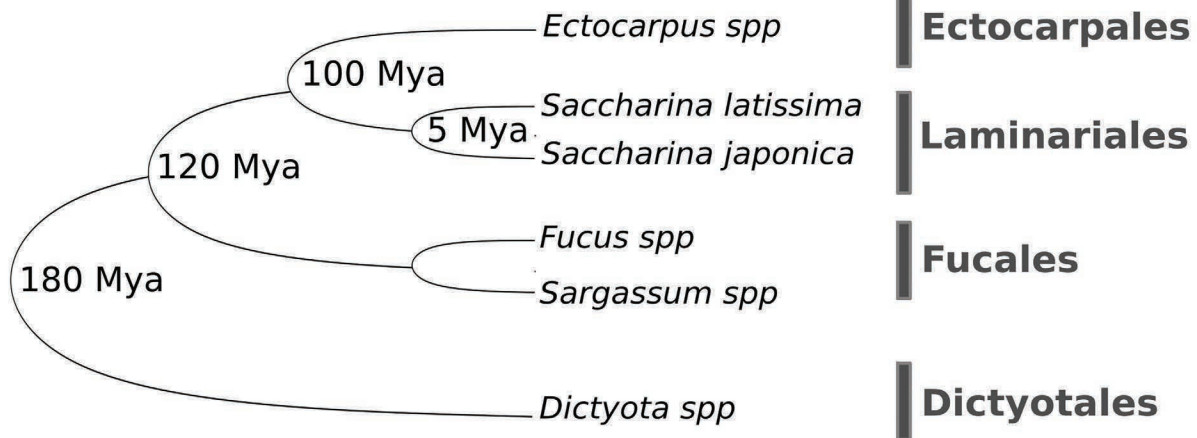 Ectocarpus spp
Ectocarpales
100 Mya
Saccharina latissima
5 Mya
Laminariales
Saccharina japonica
120 Mya
Fucus spp
Fucales
180 Mya
Sargassum spp
Dictyota spp
Dictyotales